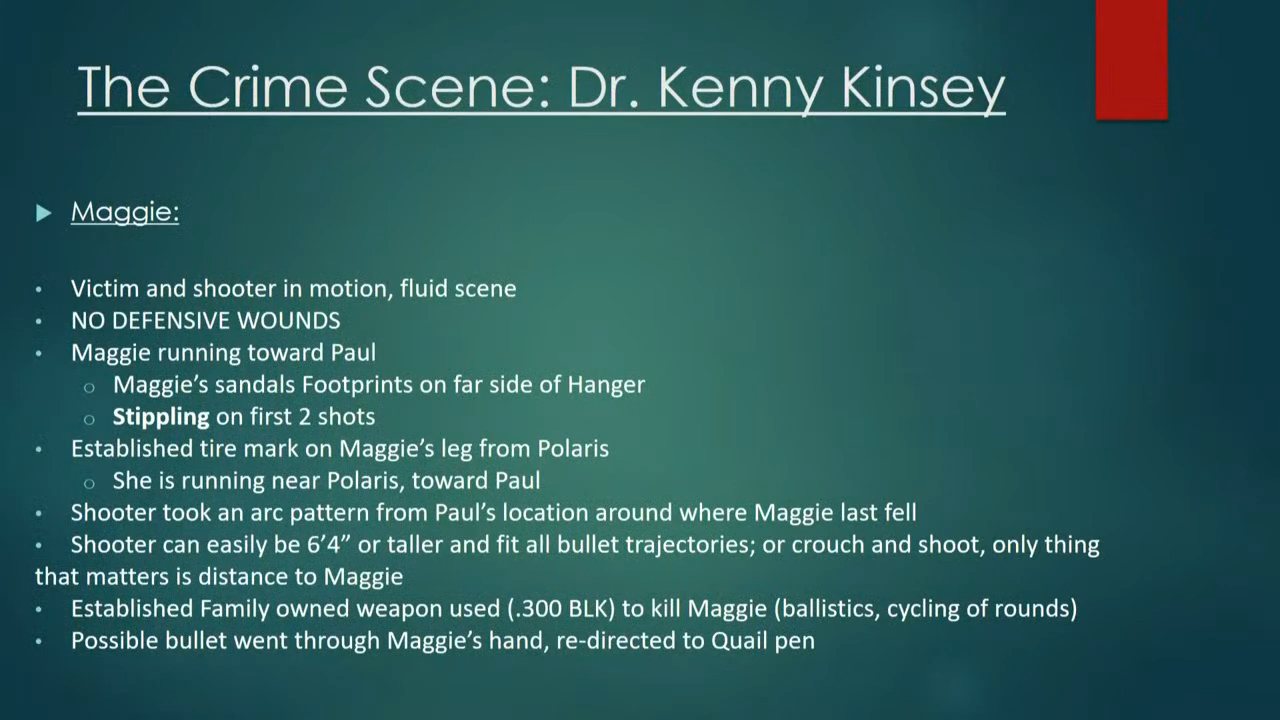 The Crime Scene: Dr. Kenny Kinsey
Maggie:
Victim and shooter in motion, fluid scene
NO DEFENSIVE WOUNDS
Maggie running toward Paul
Maggie's sandals Footprints on far side of Hanger
Stippling on first 2 shots
Established tire mark on Maggie's leg from Polaris
She is running near Polaris, toward Paul
Shooter took an arc pattern from Paul's location around where Maggie last fell
Shooter can easily be 6'4” or taller and fit all bullet trajectories; or crouch and shoot, only thing
that matters is distance to Maggie
Established Family owned weapon used (.300 BLK) to kill Maggie (ballistics, cycling of rounds)
Possible bullet went through Maggie's hand, re-directed to Quail pen